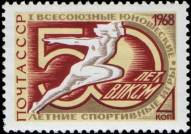 I ВСЕСОЮЗНЫЕ ЮНОШЕСКИЕ
1968
ПОЧТА СССР
50
ЛЕТ
ВЛКСМ
ЛЕТНИЕ СПОРТИВНЫЕ ИГРЫ
4
КОП